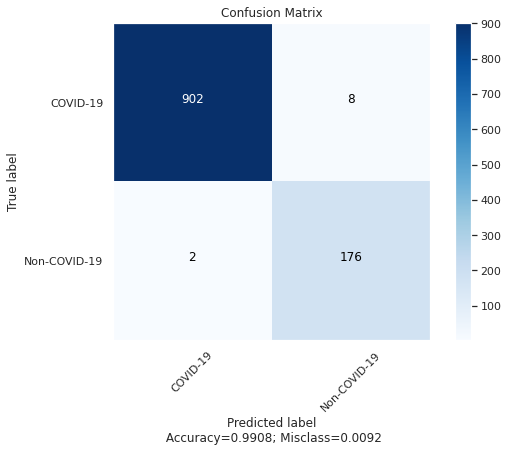 Confusion Matrix
COVID-19
902
8
Non-COVID-19
2
176
True label
COVID-19
Non-COVID-19
Predicted label
Accuracy=0.9908; Misclass=0.0092
900
800
700
600
500
400
300
200
100